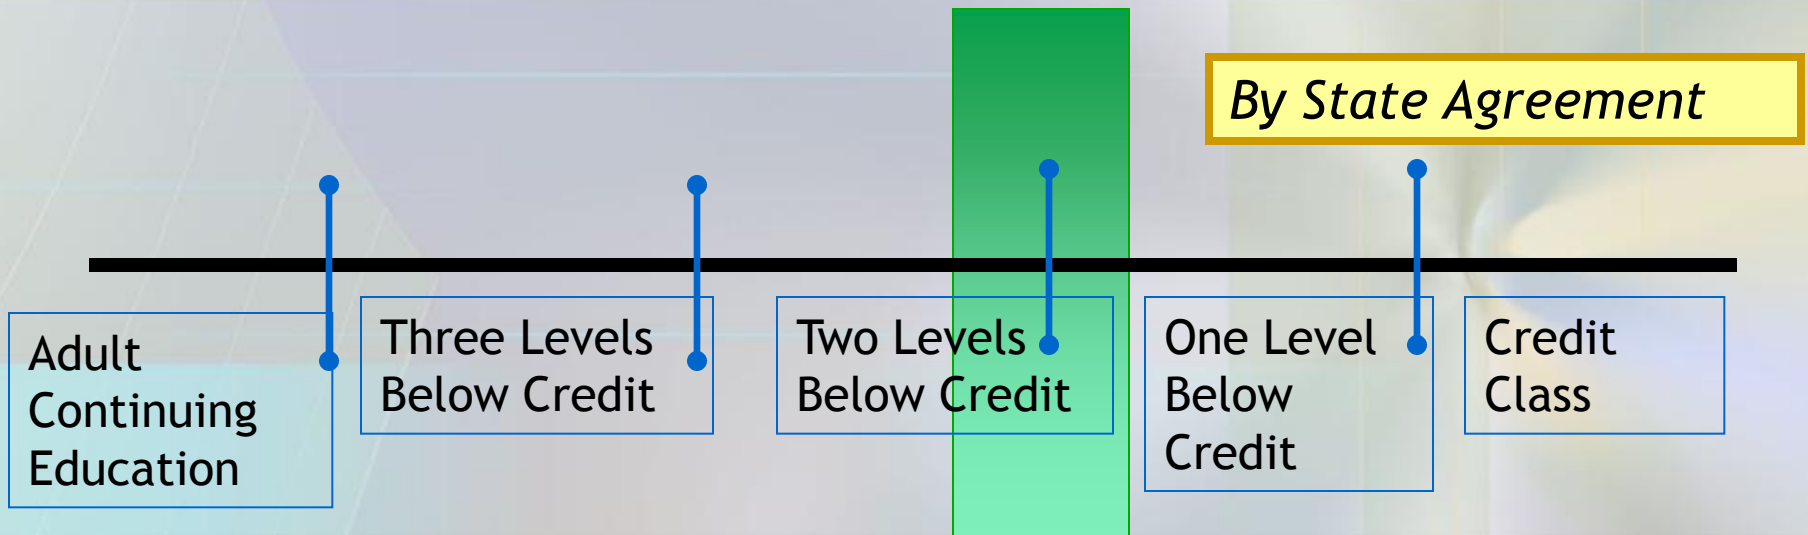 By State Agreement
Adult
Continuing
Education
Three Levels
Below Credit
Two Levels
Below Credit
One Level
Below
Credit
Credit
Class